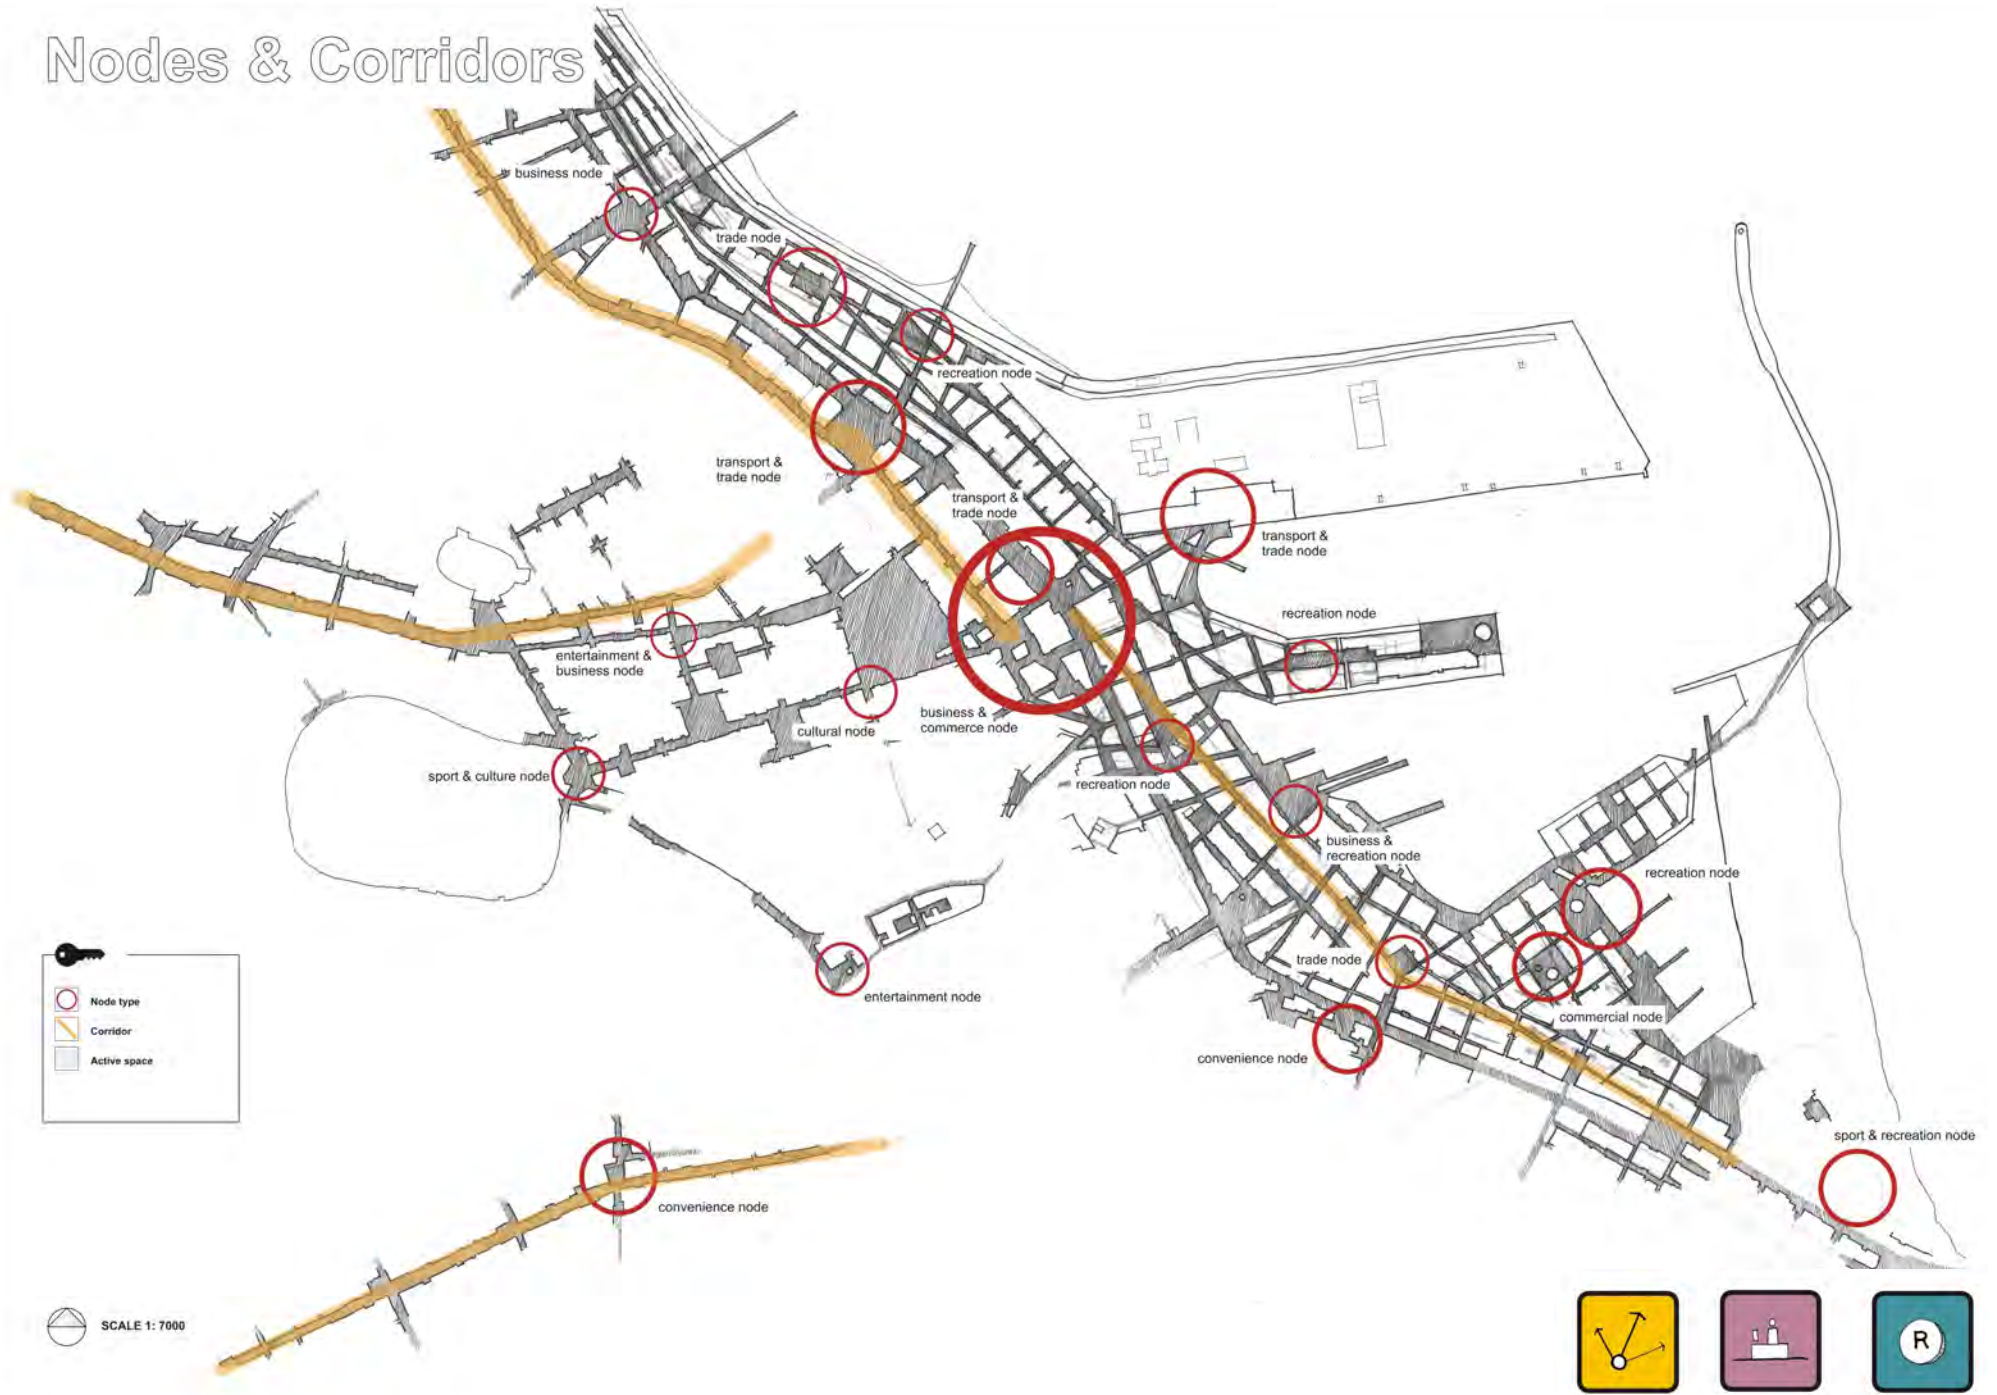 Nodes & Corridors
business node
trade node
recreation node
transport &
trade node
transport &
trade node
transport &
trade node
recreation node
entertainment &
business node
business &
commerce node
cultural node
sport & culture node
recreation node
business &
recreation node
recreation node
trade node
entertainment node
commercial node
convenience node
Node type
Corridor
Active space
sport & recreation node
convenience node
SCALE 1: 7000
R